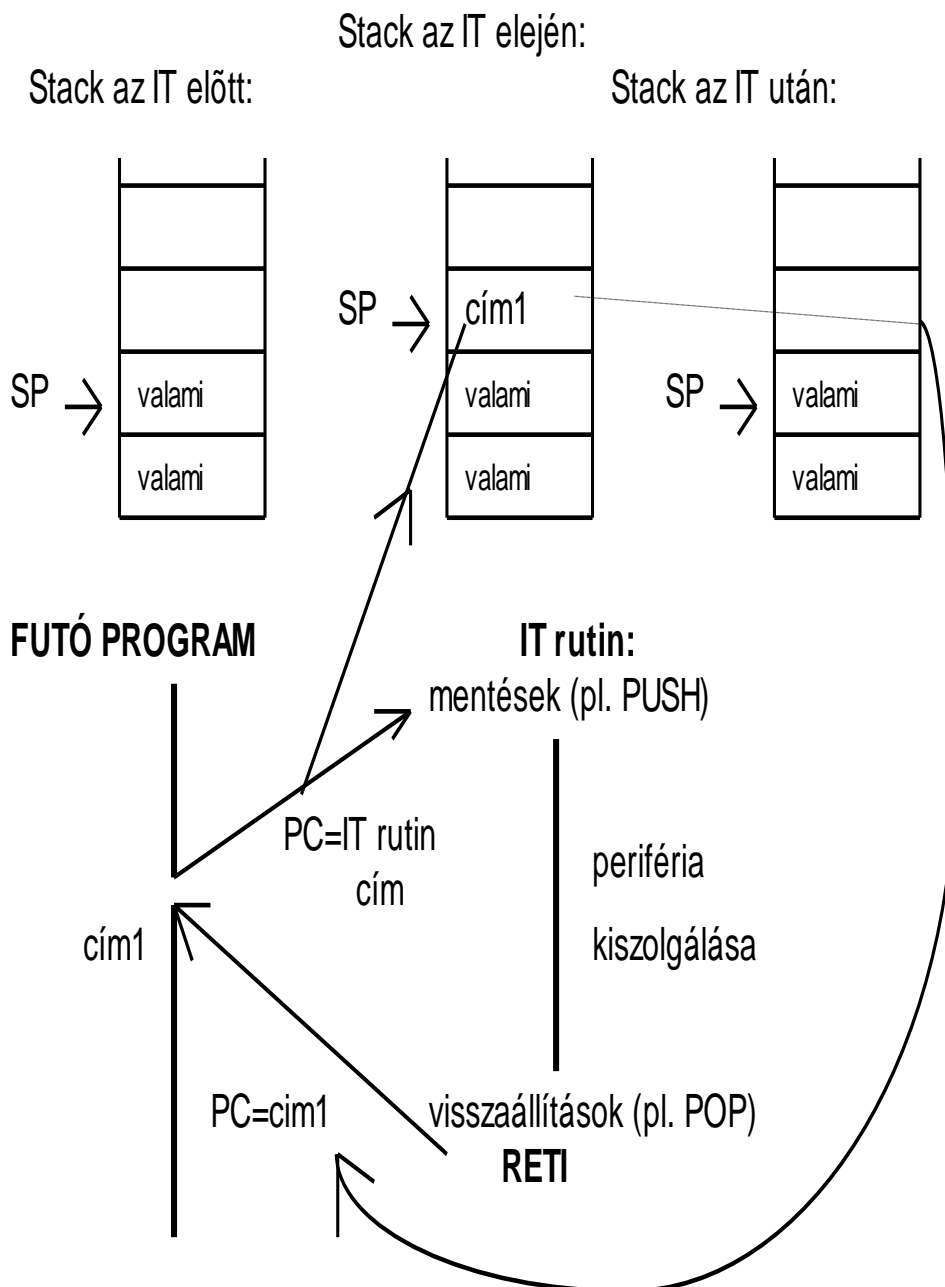 Stack az IT elején:
Stack az IT elõtt:
Stack az IT után:
SP
valami
valami
SP
cím1
valami
valami
SP
valami
valami
FUTÓ PROGRAM
cím1
PC=IT rutin
cím
PC=cim1
IT rutin:
mentések (pl. PUSH)
periféria
kiszolgálása
visszaállítások (pl. POP)
RETI